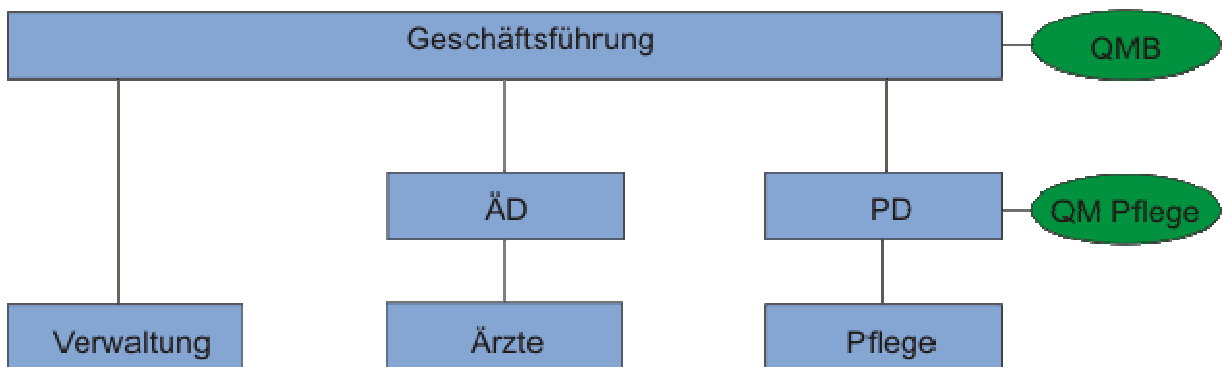 Geschäftsführung
QMB
ÄD
PD
QM Pflege
Verwaltung
Ärzte
Pflege